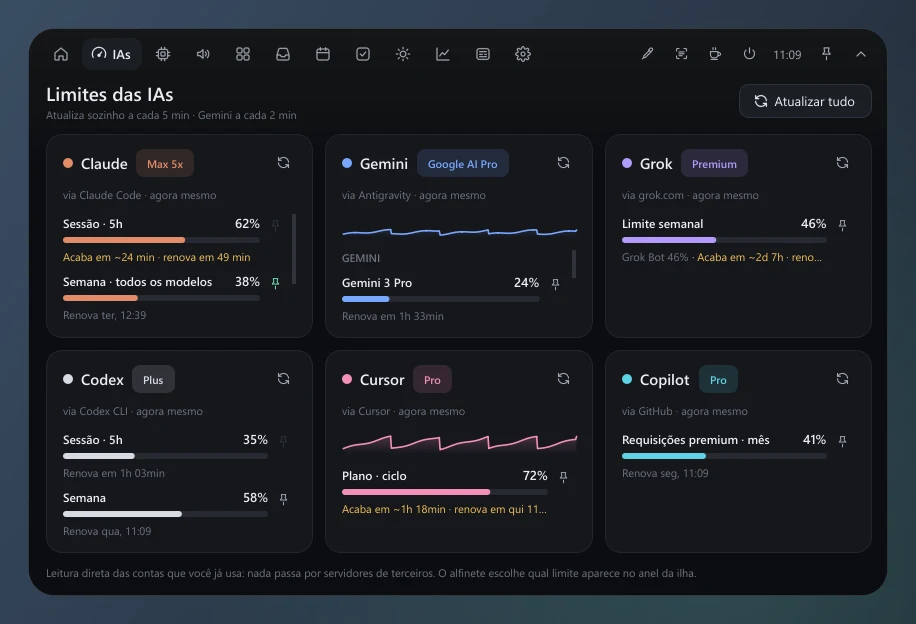 IAs
11:09
Limites das IAs
Atualiza sozinho a cada 5 min · Gemini a cada 2 min
Atualizar tudo
Claude
Max 5x
via Claude Code · agora mesmo
Sessão · 5h
62%
Acaba em ~24 min · renova em 49 min
Semana · todos os modelos
38%
Renova ter, 12:39
Gemini
Google AI Pro
via Antigravity · agora mesmo
GEMINI
Gemini 3 Pro
24%
Renova em 1h 33min
Grok
Premium
via grok.com · agora mesmo
Limite semanal
46%
Grok Bot 46% · Acaba em ~2d 7h · reno...
Codex
Plus
via Codex CLI · agora mesmo
Sessão · 5h
35%
Renova em 1h 03min
Semana
58%
Renova qua, 11:09
Cursor
Pro
via Cursor · agora mesmo
Plano · ciclo
72%
Acaba em ~1h 18min · renova em qui 11...
Copilot
Pro
via GitHub · agora mesmo
Requisições premium · mês
41%
Renova seg, 11:09
Leitura direta das contas que você já usa: nada passa por servidores de terceiros. O alfinete escolhe qual limite aparece no anel da ilha.